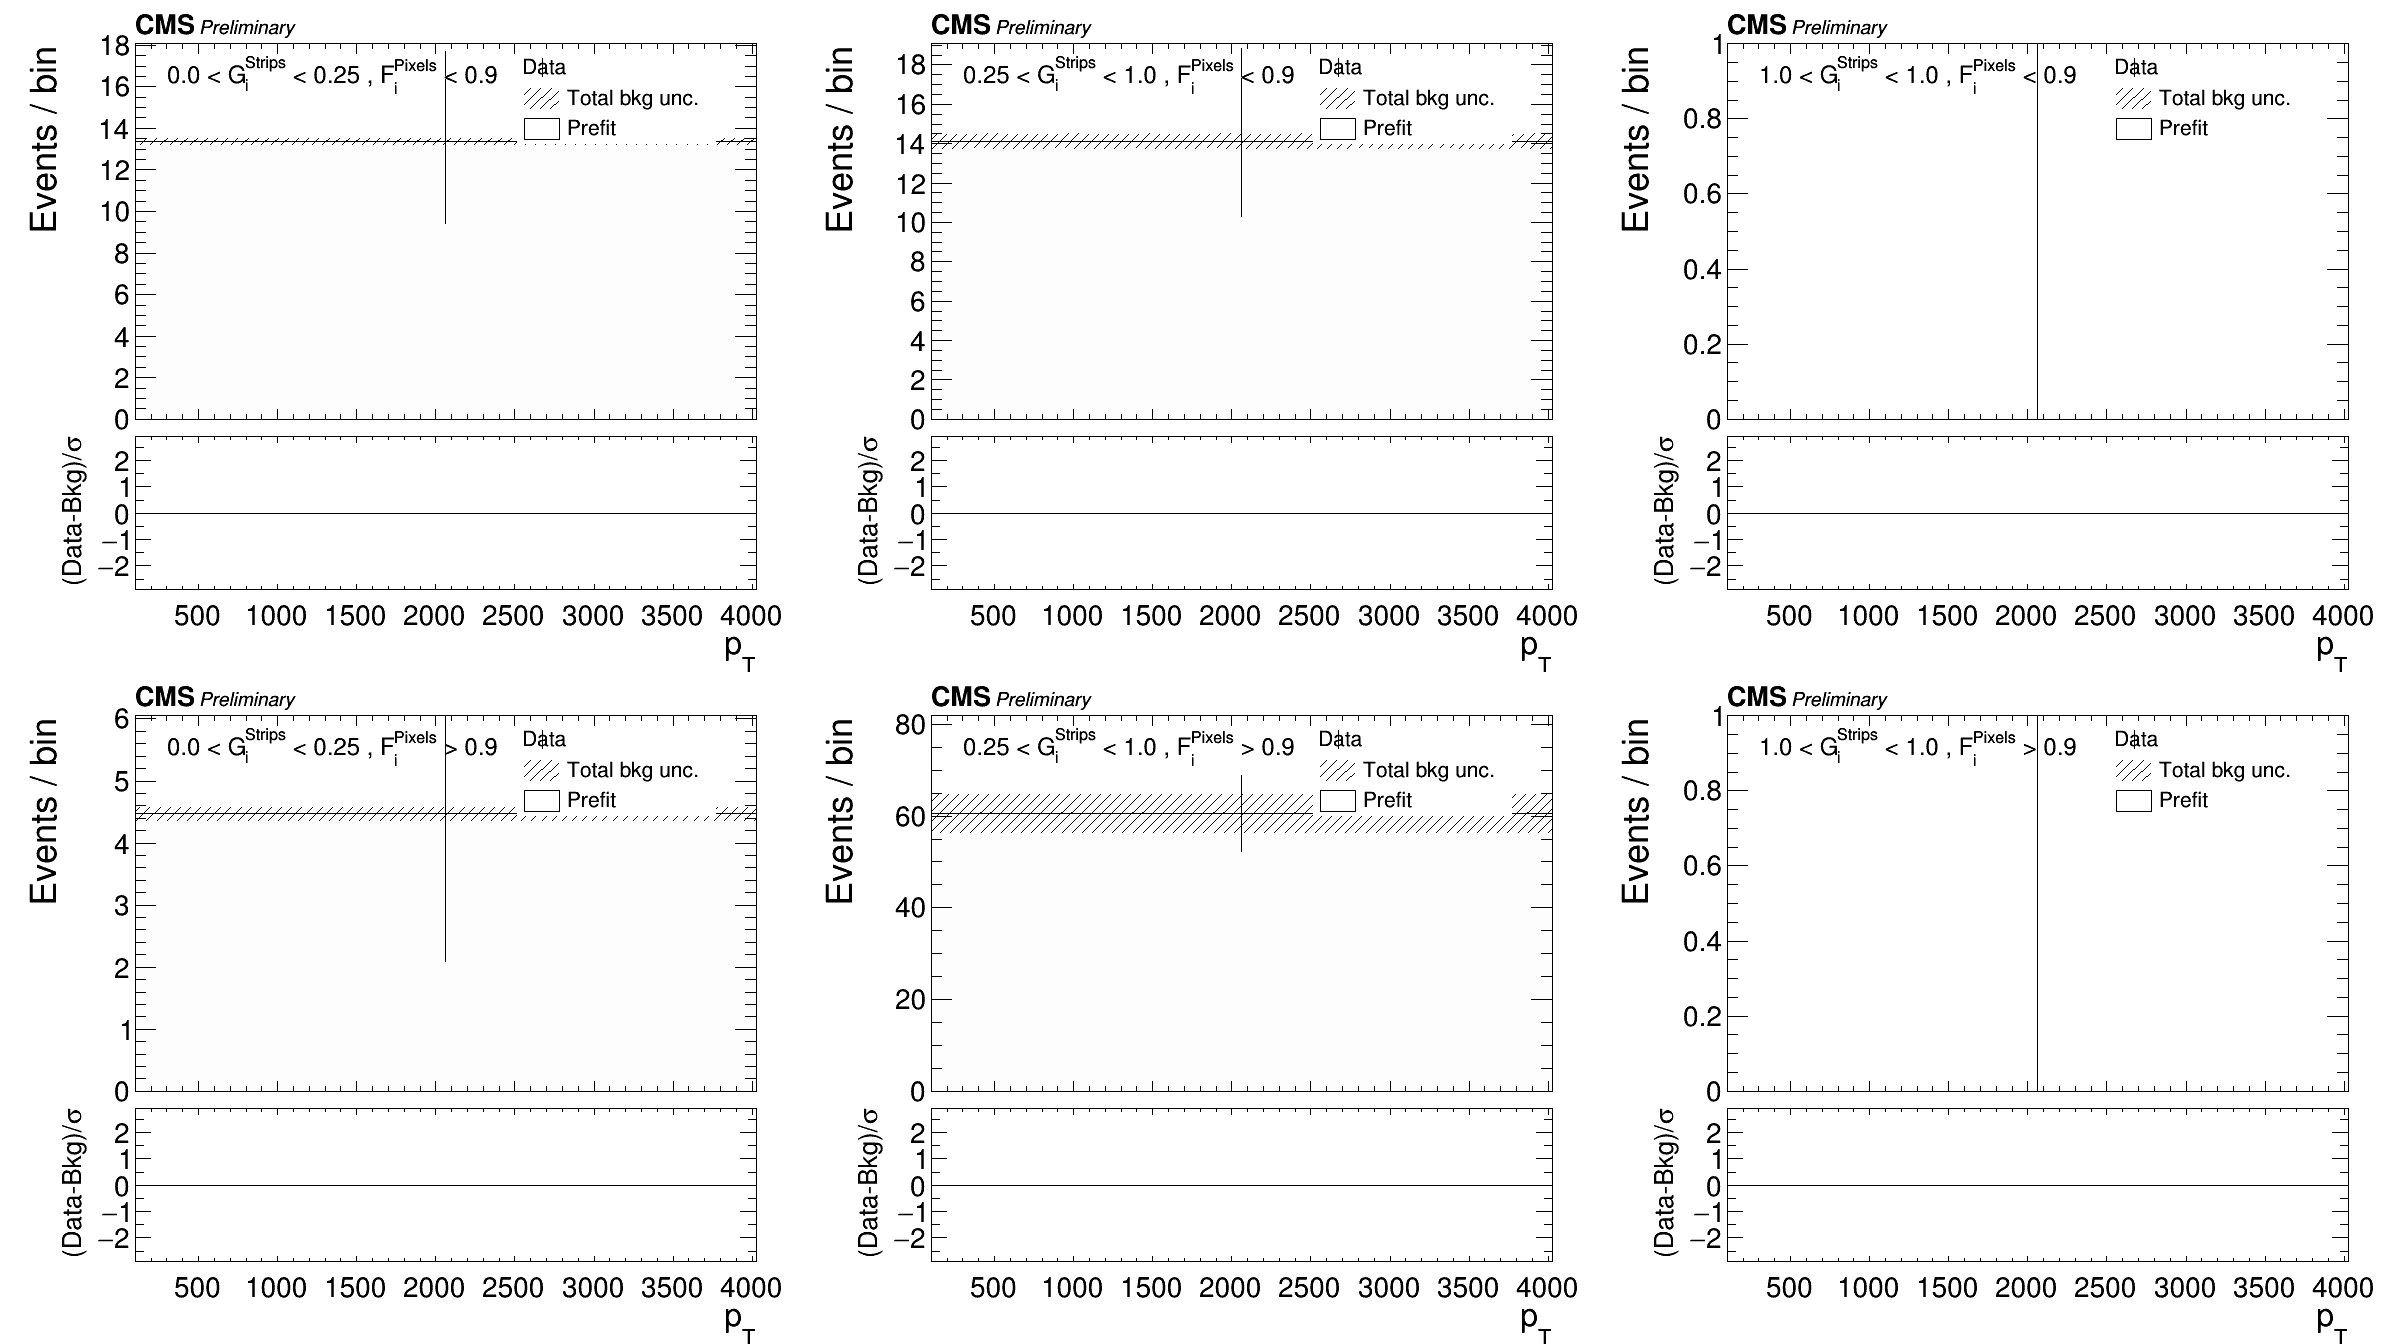 CMS Preliminary
Events / bin
18
16
14
12
10
8
6
4
2
0
0.0 < G_i^Strips < 0.25 , F_i^Pixels < 0.9
Data
Total bkg unc.
Prefit
(Data-Bkg)/σ
2
1
0
−1
−2
500 1000 1500 2000 2500 3000 3500 4000
p_T
CMS Preliminary
Events / bin
18
16
14
12
10
8
6
4
2
0
0.25 < G_i^Strips < 1.0 , F_i^Pixels < 0.9
Data
Total bkg unc.
Prefit
(Data-Bkg)/σ
2
1
0
−1
−2
500 1000 1500 2000 2500 3000 3500 4000
p_T
CMS Preliminary
Events / bin
1
0.8
0.6
0.4
0.2
0
1.0 < G_i^Strips < 1.0 , F_i^Pixels < 0.9
Data
Total bkg unc.
Prefit
(Data-Bkg)/σ
2
1
0
−1
−2
500 1000 1500 2000 2500 3000 3500 4000
p_T
CMS Preliminary
Events / bin
6
5
4
3
2
1
0
0.0 < G_i^Strips < 0.25 , F_i^Pixels > 0.9
Data
Total bkg unc.
Prefit
(Data-Bkg)/σ
2
1
0
−1
−2
500 1000 1500 2000 2500 3000 3500 4000
p_T
CMS Preliminary
Events / bin
80
60
40
20
0
0.25 < G_i^Strips < 1.0 , F_i^Pixels > 0.9
Data
Total bkg unc.
Prefit
(Data-Bkg)/σ
2
1
0
−1
−2
500 1000 1500 2000 2500 3000 3500 4000
p_T
CMS Preliminary
Events / bin
1
0.8
0.6
0.4
0.2
0
1.0 < G_i^Strips < 1.0 , F_i^Pixels > 0.9
Data
Total bkg unc.
Prefit
(Data-Bkg)/σ
2
1
0
−1
−2
500 1000 1500 2000 2500 3000 3500 4000
p_T